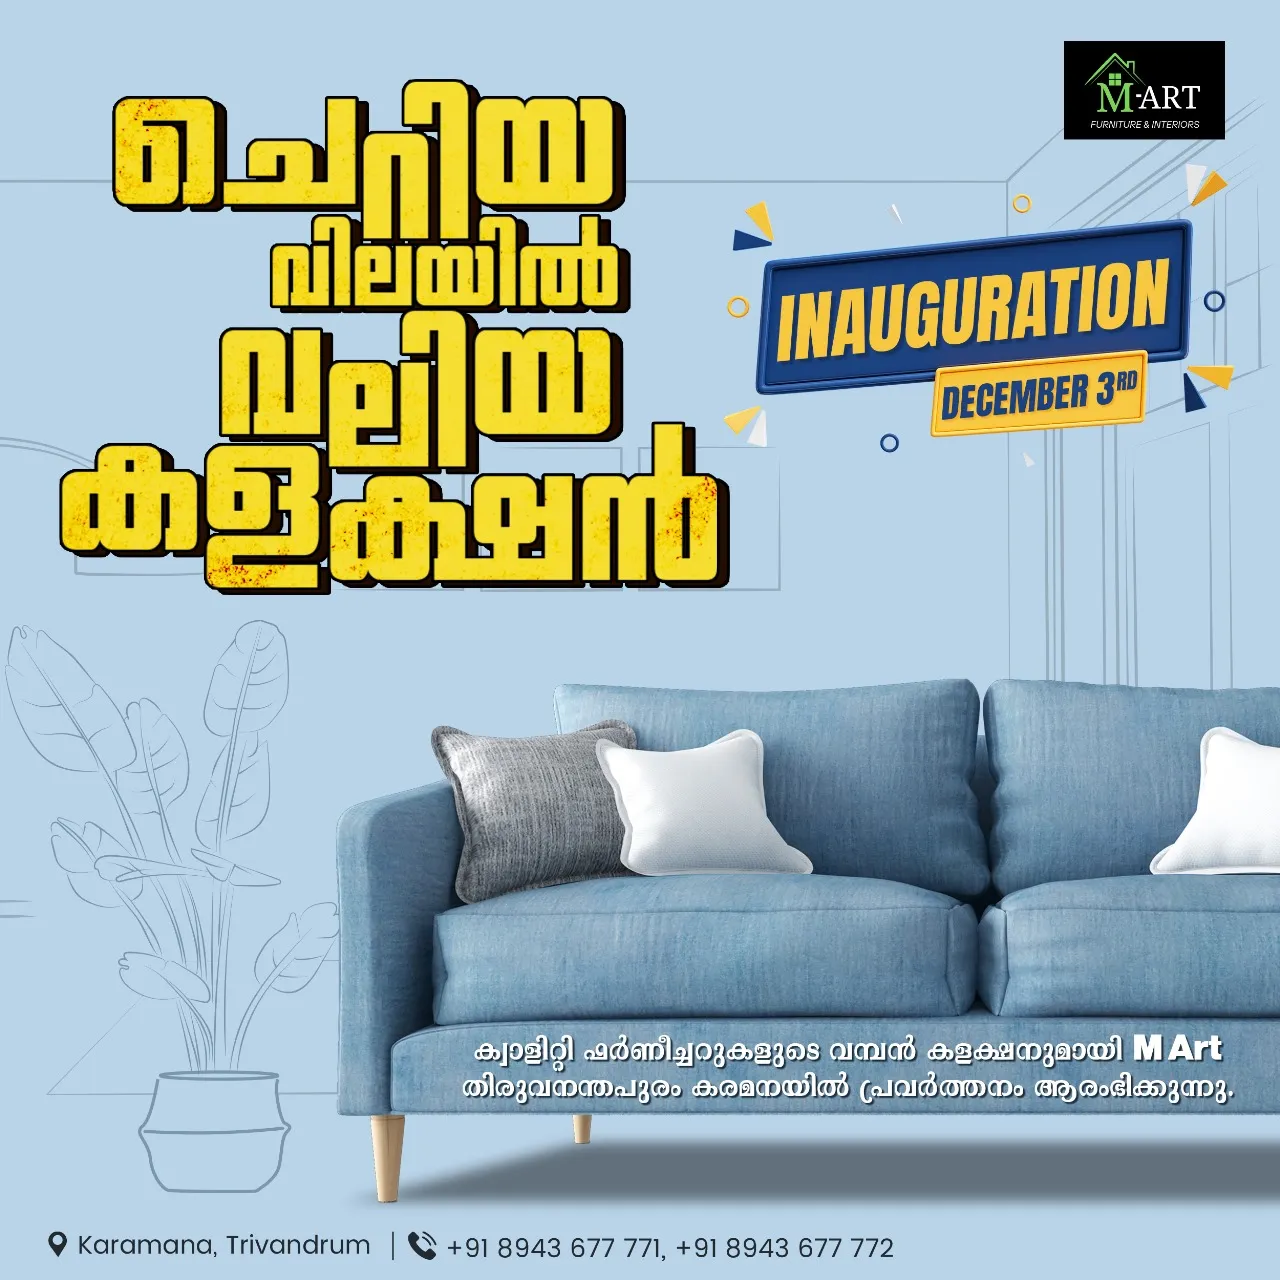 M-ART
FURNITURE & INTERIORS
ചെറിയ
വിലയിൽ
വലിയ
കളക്ഷൻ
INAUGURATION
DECEMBER 3RD
ക്വാളിറ്റി ഫർണീച്ചറുകളുടെ വമ്പൻ കളക്ഷനുമായി M Art
തിരുവനന്തപുരം കരമനയിൽ പ്രവർത്തനം ആരംഭിക്കുന്നു.
Karamana, Trivandrum | +91 8943 677 771, +91 8943 677 772